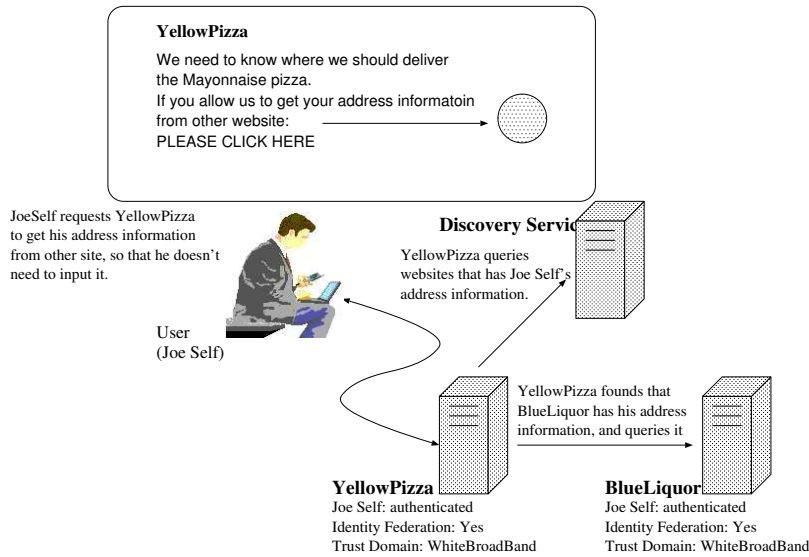 YellowPizza
We need to know where we should deliver
the Mayonnaise pizza.
If you allow us to get your address informatoin
from other website:
PLEASE CLICK HERE
JoeSelf requests YellowPizza
to get his address information
from other site, so that he doesn't
need to input it.
User
(Joe Self)
Discovery Servic
YellowPizza queries
websites that has Joe Self's
address information.
YellowPizza founds that
BlueLiquor has his address
information, and queries it
YellowPizza
Joe Self: authenticated
Identity Federation: Yes
Trust Domain: WhiteBroadBand
BlueLiquor
Joe Self: authenticated
Identity Federation: Yes
Trust Domain: WhiteBroadBand